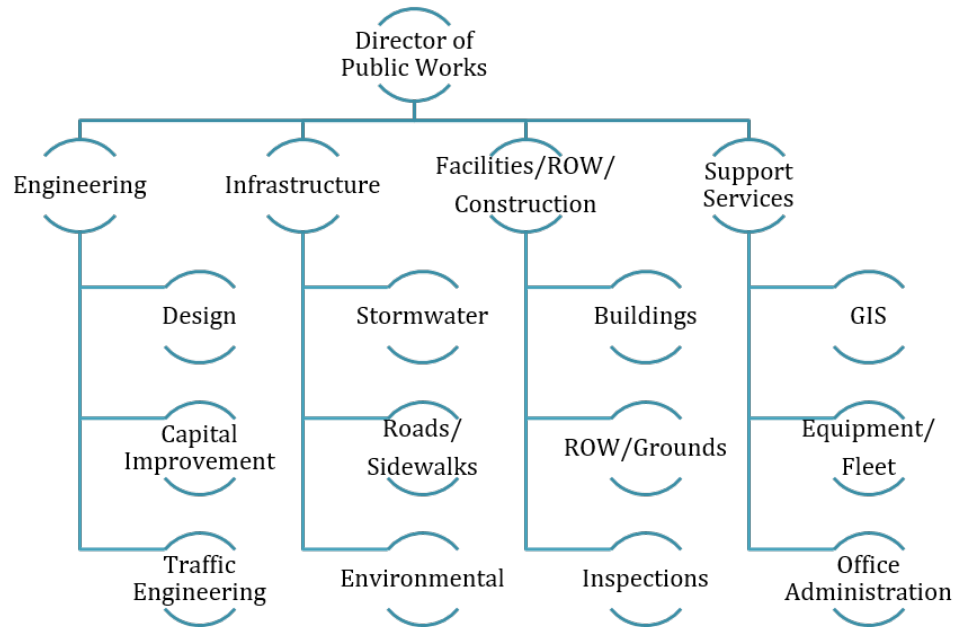 Director of
Public Works
Engineering
Infrastructure
Facilities/ROW/
Construction
Support
Services
Design
Stormwater
Buildings
GIS
Capital
Improvement
Roads/
Sidewalks
ROW/Grounds
Equipment/
Fleet
Traffic
Engineering
Environmental
Inspections
Office
Administration